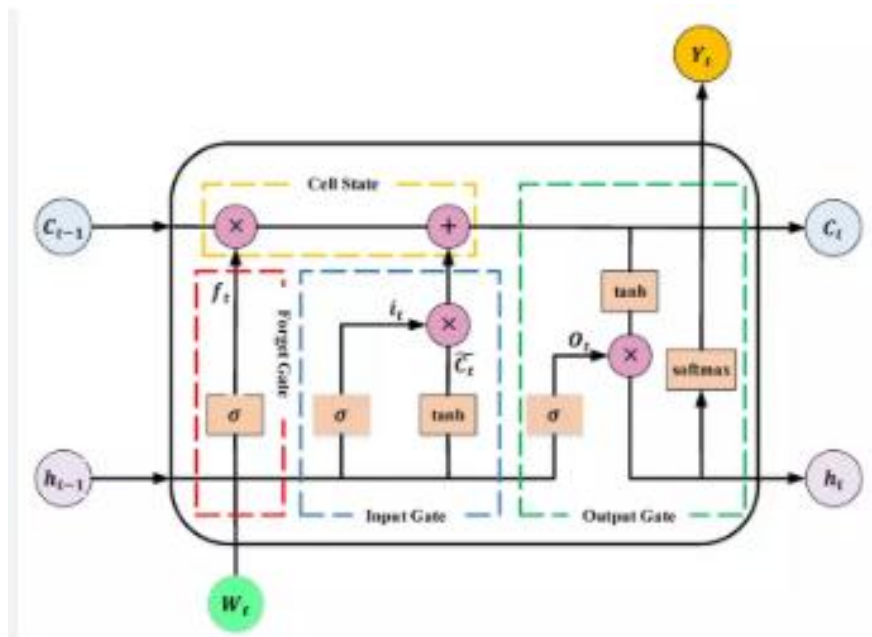 Y_t
Cell State
C_{t-1}
×
+
C_t
f_t
Forget Gate
i_t
×
C̃_t
tanh
O_t
×
softmax
σ
σ
tanh
σ
h_{t-1}
h_t
Input Gate
Output Gate
W_t